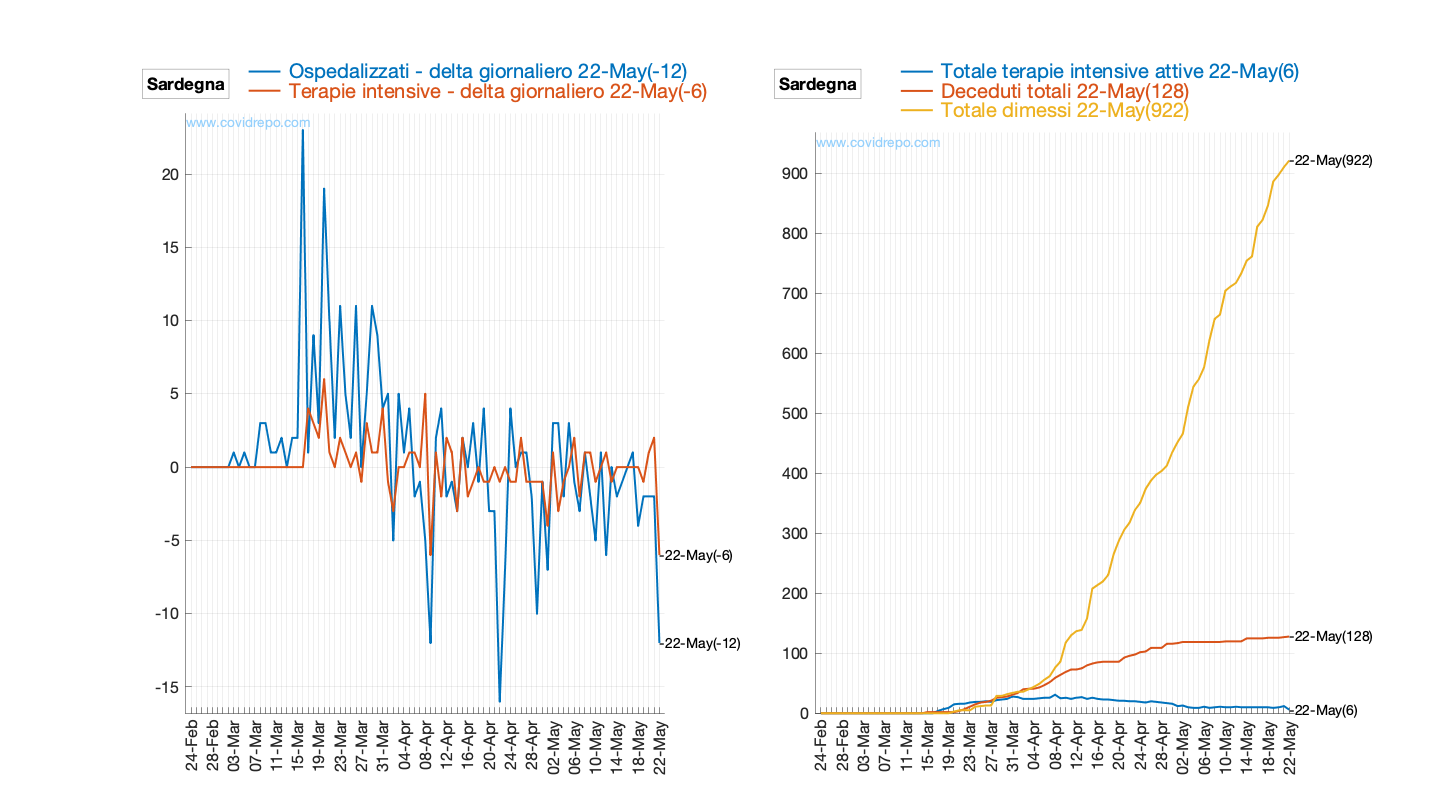 Sardegna
Ospedalizzati - delta giornaliero 22-May(-12)
Terapie intensive - delta giornaliero 22-May(-6)
www.covidrepo.com
20
15
10
5
0
-5
-10
-15
22-May(-6)
22-May(-12)
24-Feb
28-Feb
03-Mar
07-Mar
11-Mar
15-Mar
19-Mar
23-Mar
27-Mar
31-Mar
04-Apr
08-Apr
12-Apr
16-Apr
20-Apr
24-Apr
28-Apr
02-May
06-May
10-May
14-May
18-May
22-May
Sardegna
Totale terapie intensive attive 22-May(6)
Deceduti totali 22-May(128)
Totale dimessi 22-May(922)
www.covidrepo.com
900
800
700
600
500
400
300
200
100
0
22-May(922)
22-May(128)
22-May(6)
24-Feb
28-Feb
03-Mar
07-Mar
11-Mar
15-Mar
19-Mar
23-Mar
27-Mar
31-Mar
04-Apr
08-Apr
12-Apr
16-Apr
20-Apr
24-Apr
28-Apr
02-May
06-May
10-May
14-May
18-May
22-May